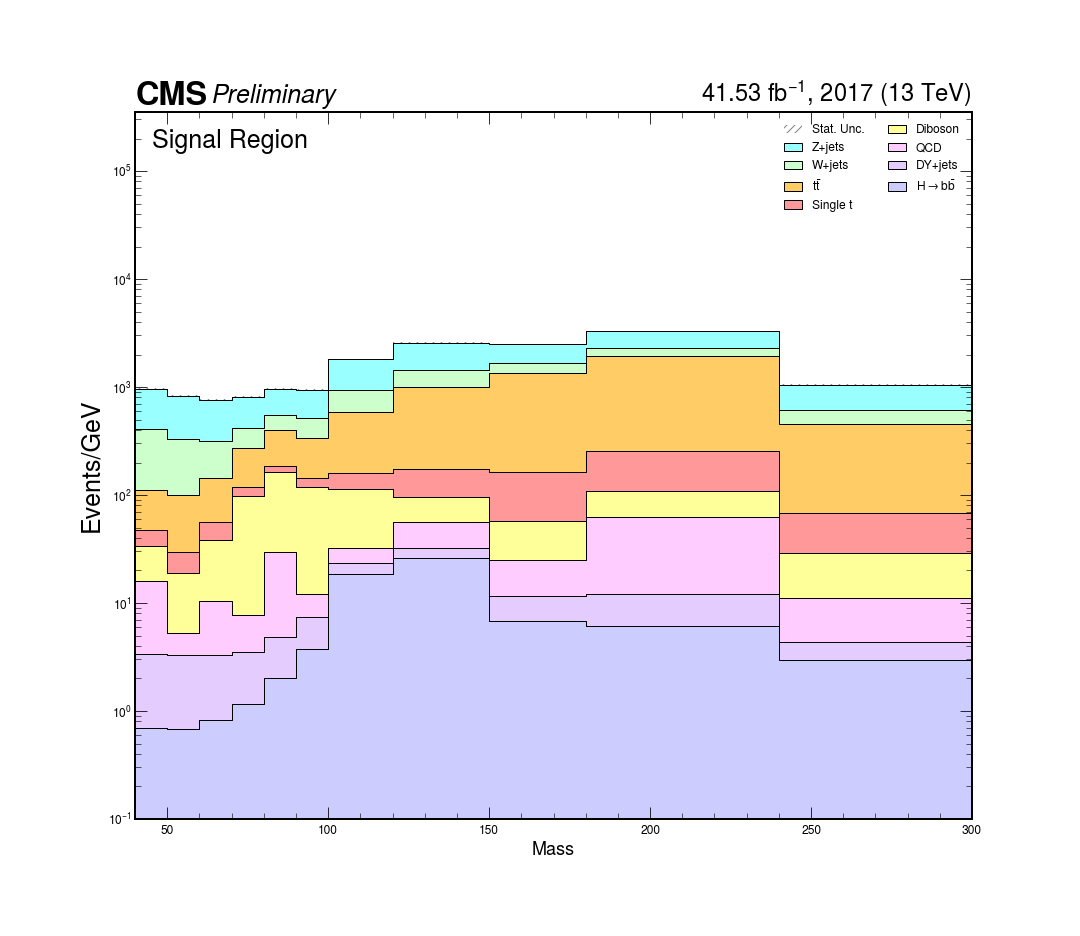 CMS Preliminary
41.53 fb⁻¹, 2017 (13 TeV)
Signal Region
Stat. Unc.
Z+jets
W+jets
tt̄
Single t
Diboson
QCD
DY+jets
H→bb̄
Events/GeV
10⁵
10⁴
10³
10²
10¹
10⁰
10⁻¹
50 100 150 200 250 300
Mass